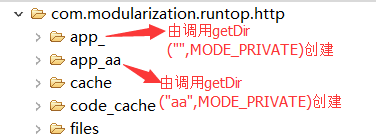 com.modularization.runtop.http
app_
由调用getDir
("",MODE_PRIVATE)创建
app_aa
cache
由调用getDir
("aa",MODE_PRIVATE)创建
code_cache
files